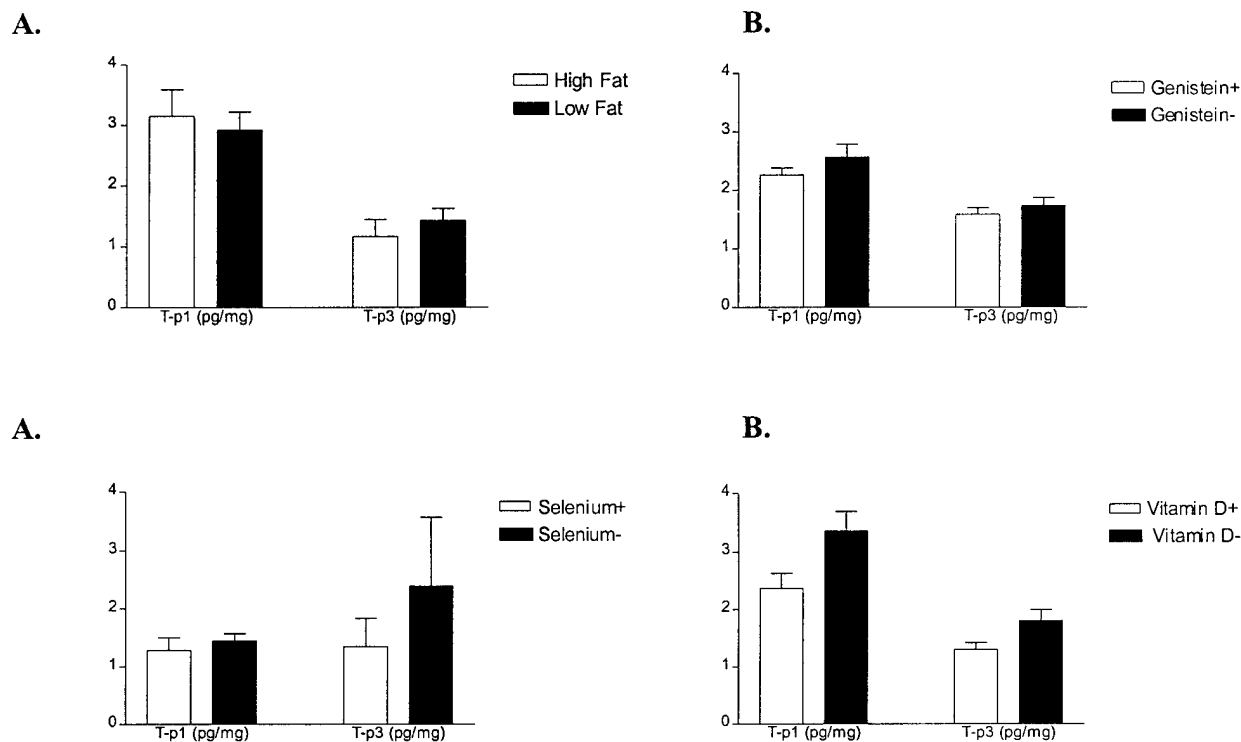 A.
4
3
2
1
0
High Fat
Low Fat
T-p1 (pg/mg) T-p3 (pg/mg)
B.
4
3
2
1
0
Genistein+
Genistein-
T-p1 (pg/mg) T-p3 (pg/mg)
A.
4
3
2
1
0
Selenium+
Selenium-
T-p1 (pg/mg) T-p3 (pg/mg)
B.
4
3
2
1
0
Vitamin D+
Vitamin D-
T-p1 (pg/mg) T-p3 (pg/mg)